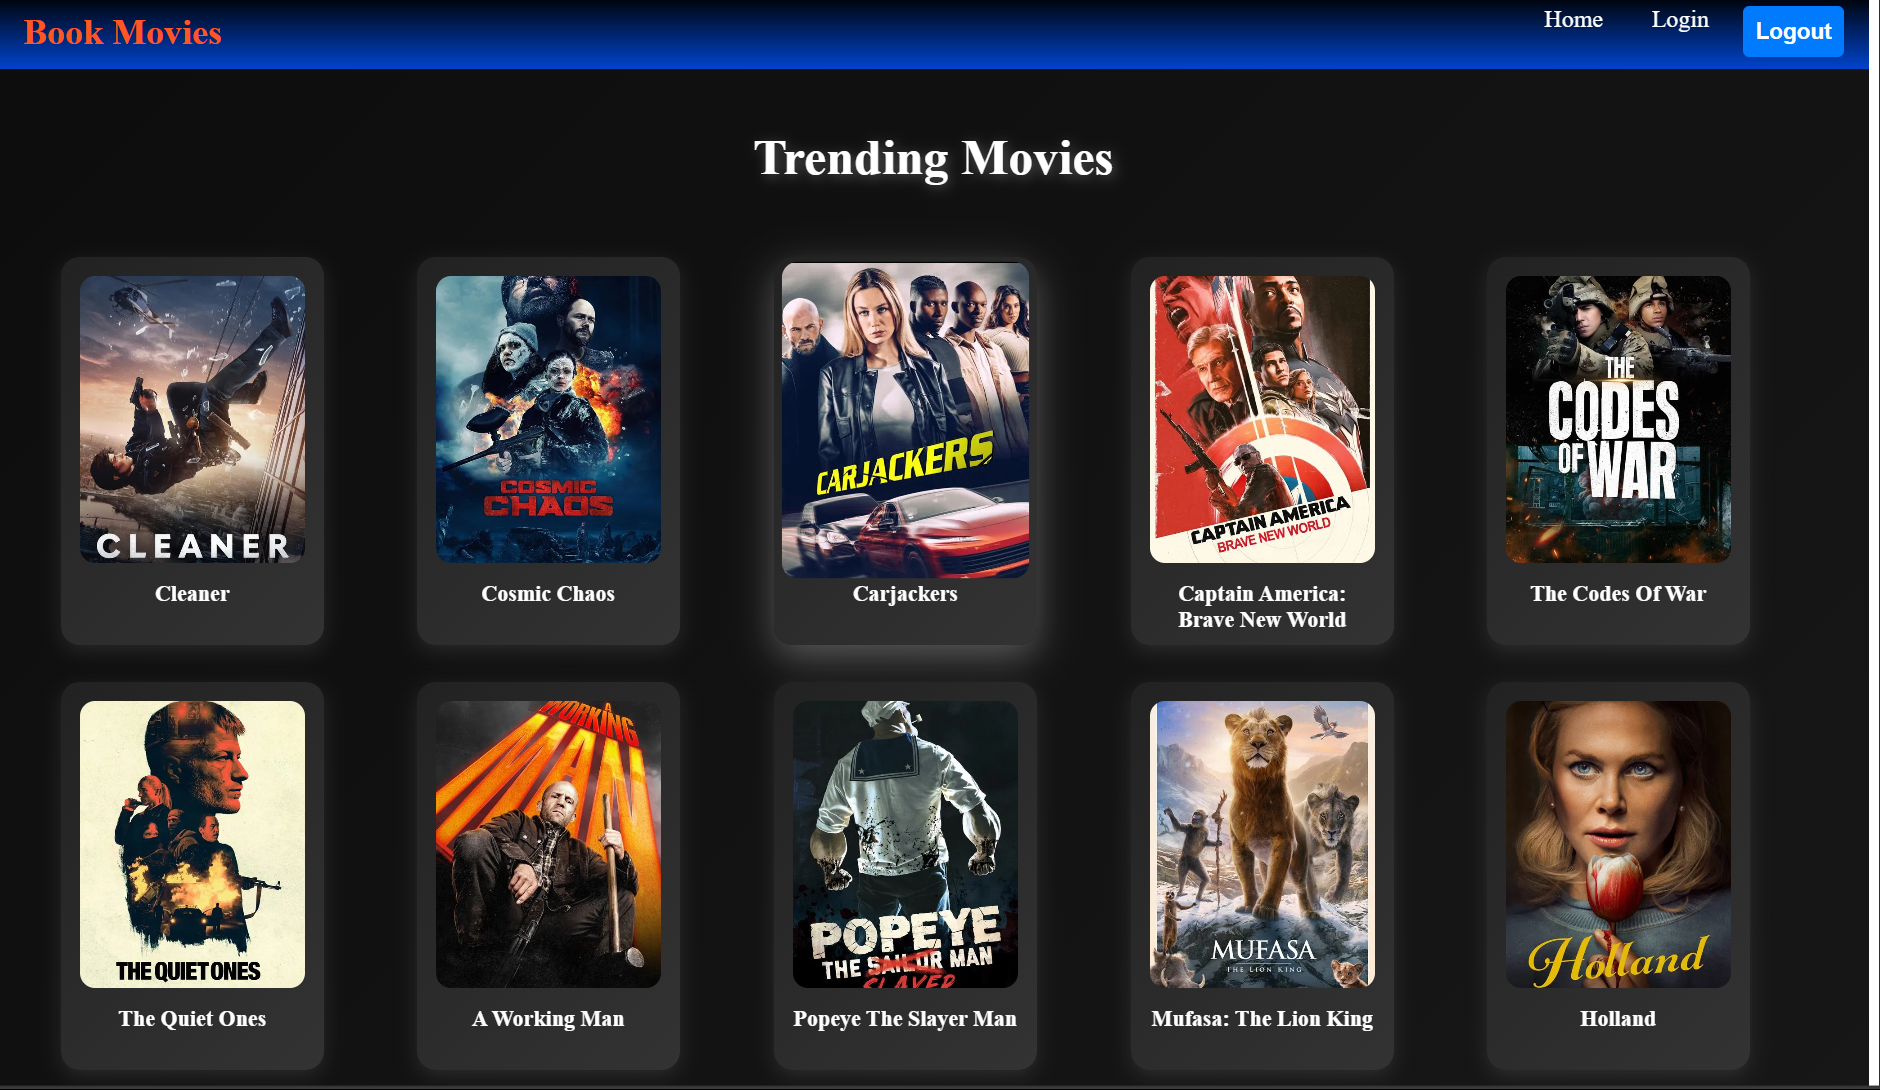 Book Movies
Home
Login
Logout
Trending Movies
CLEANER
COSMIC
CHAOS
CARJACKERS
CAPTAIN AMERICA
BRAVE NEW WORLD
THE
CODES
OF WAR
Cleaner
Cosmic Chaos
Carjackers
Captain America:
Brave New World
The Codes Of War
THE QUIET ONES
A
WORKING
MAN
POPEYE
THE SAILOR MAN
SLAYER
MUFASA
THE LION KING
Holland
The Quiet Ones
A Working Man
Popeye The Slayer Man
Mufasa: The Lion King
Holland